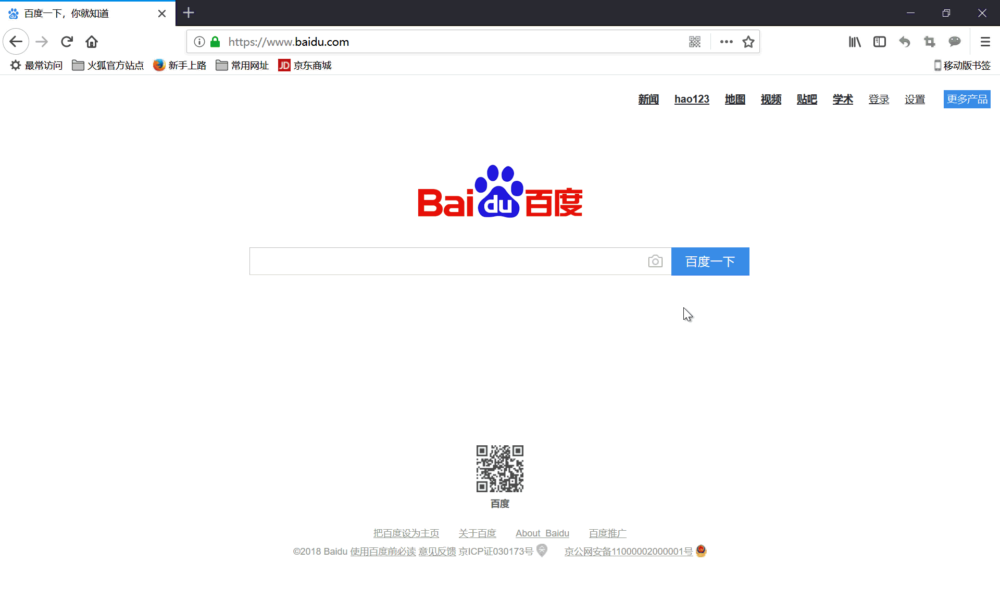 百度一下，你就知道
https://www.baidu.com
最常访问 火狐官方站点 新手上路 常用网址 JD 京东商城 移动版书签
新闻 hao123 地图 视频 贴吧 学术 登录 设置 更多产品
Bai du 百度
百度一下
百度
把百度设为主页 关于百度 About Baidu 百度推广
©2018 Baidu 使用百度前必读 意见反馈 京ICP证030173号 京公网安备11000002000001号